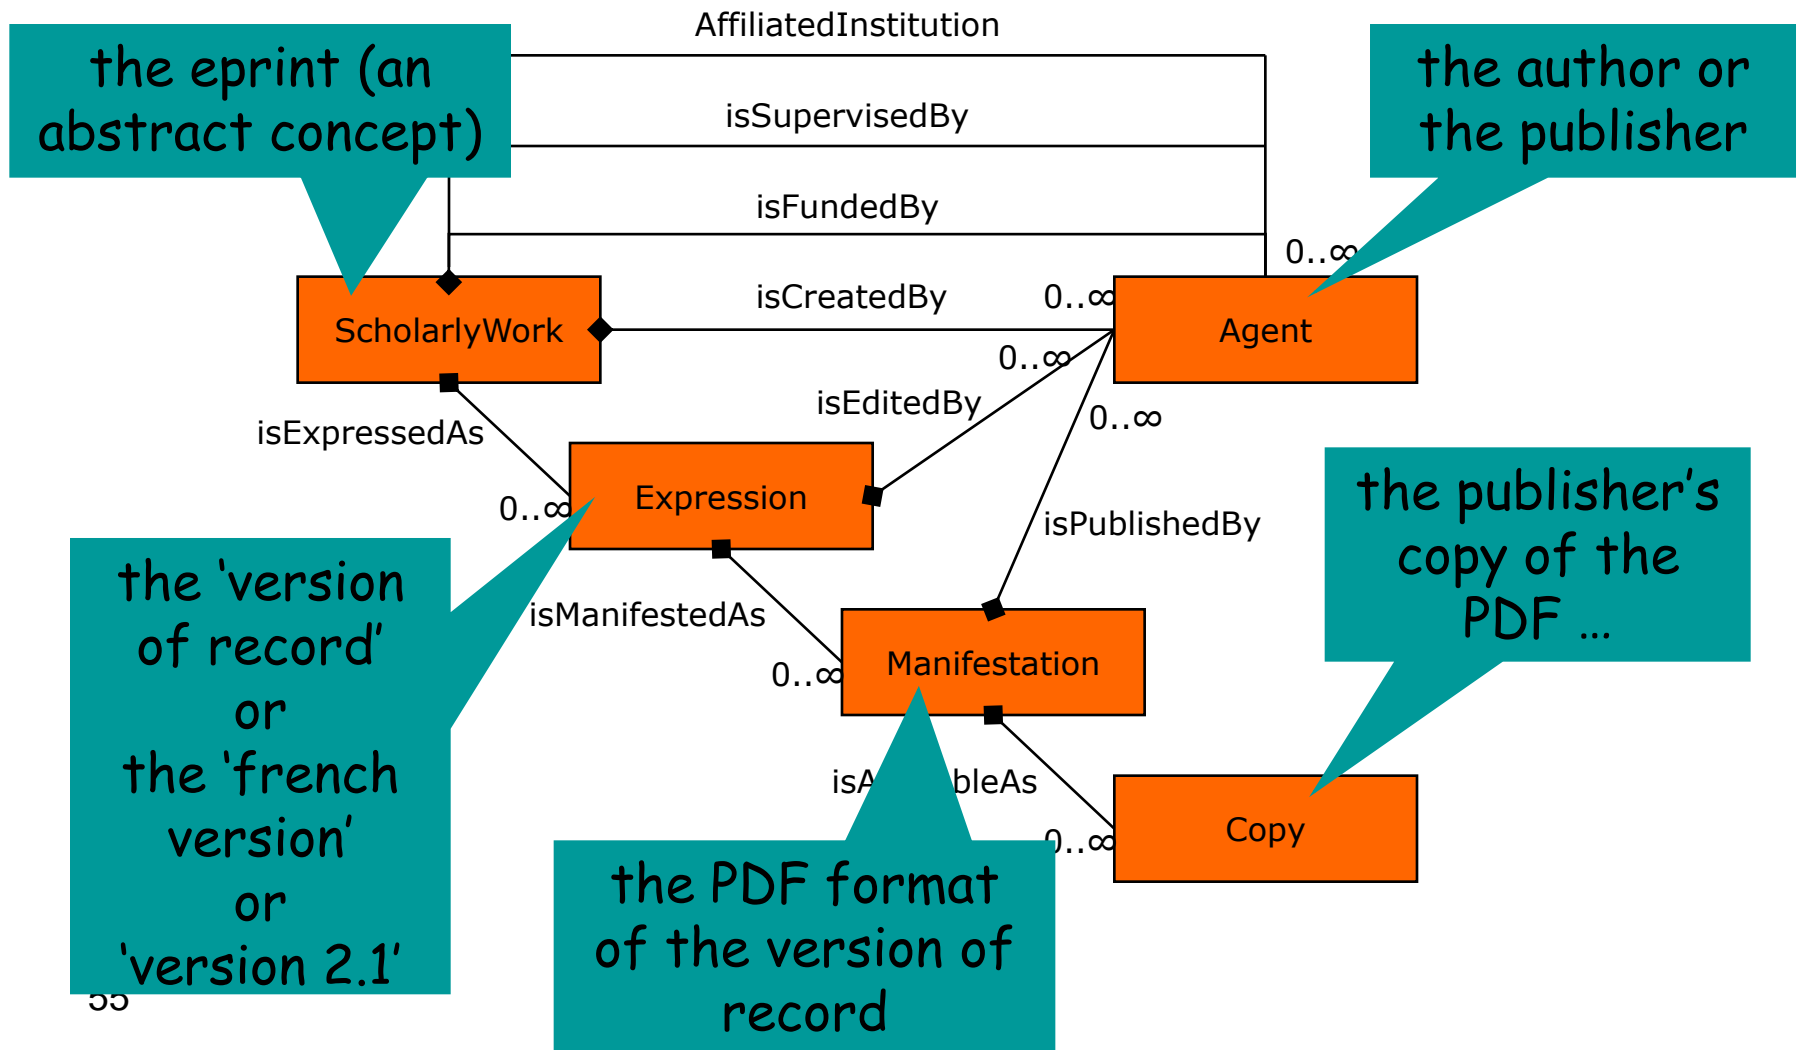 AffiliatedInstitution
the eprint (an
abstract concept)
the author or
the publisher
isSupervisedBy
isFundedBy
0..∞
isCreatedBy
0..∞
ScholarlyWork
Agent
0..∞
isEditedBy
0..∞
isExpressedAs
Expression
0..∞
isPublishedBy
the publisher’s
copy of the
PDF ...
the ‘version
of record’
or
the ‘french
version’
or
‘version 2.1’
isManifestedAs
0..∞
Manifestation
Copy
0..∞
the PDF format
of the version of
record
55